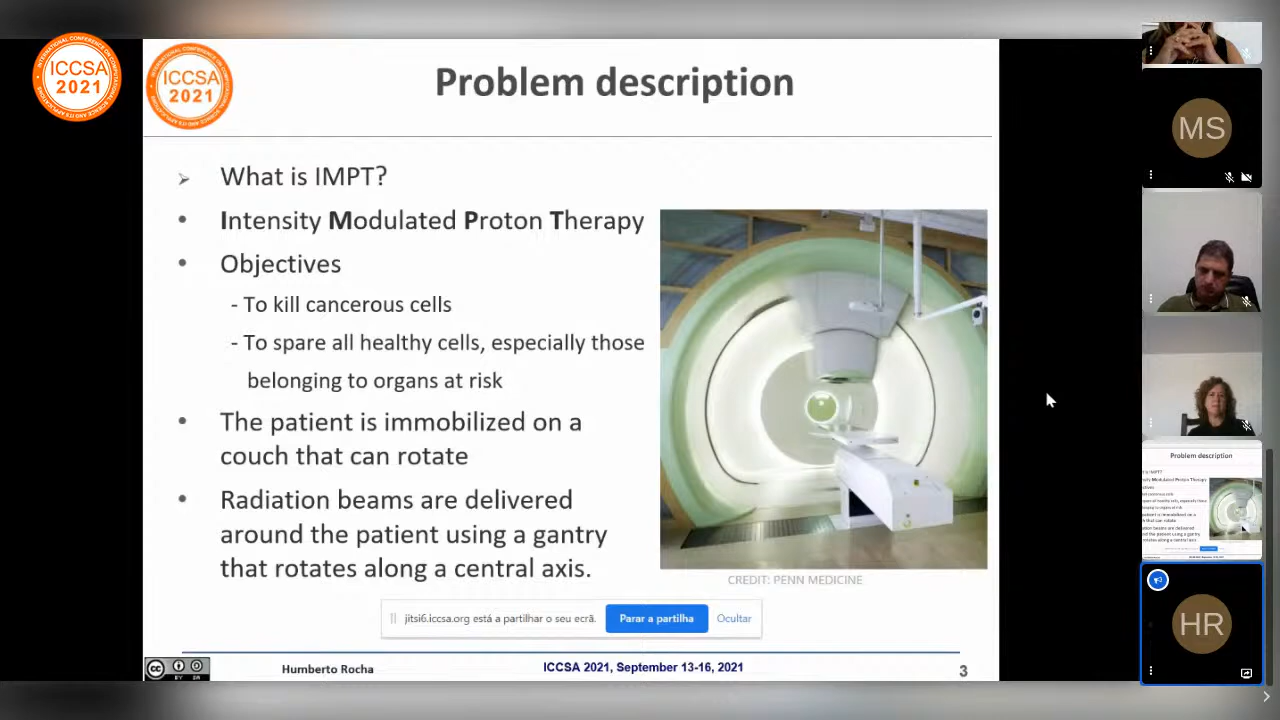 ICCSA
2021
ICCSA
2021
Problem description
What is IMPT?
Intensity Modulated Proton Therapy
Objectives
- To kill cancerous cells
- To spare all healthy cells, especially those
belonging to organs at risk
The patient is immobilized on a
couch that can rotate
Radiation beams are delivered
around the patient using a gantry
that rotates along a central axis.
CREDIT: PENN MEDICINE
jitsi6.iccsa.org está a partilhar o seu ecrã.
Parar a partilha
Ocultar
Humberto Rocha
ICCSA 2021, September 13-16, 2021
3
MS
Problem description
HR